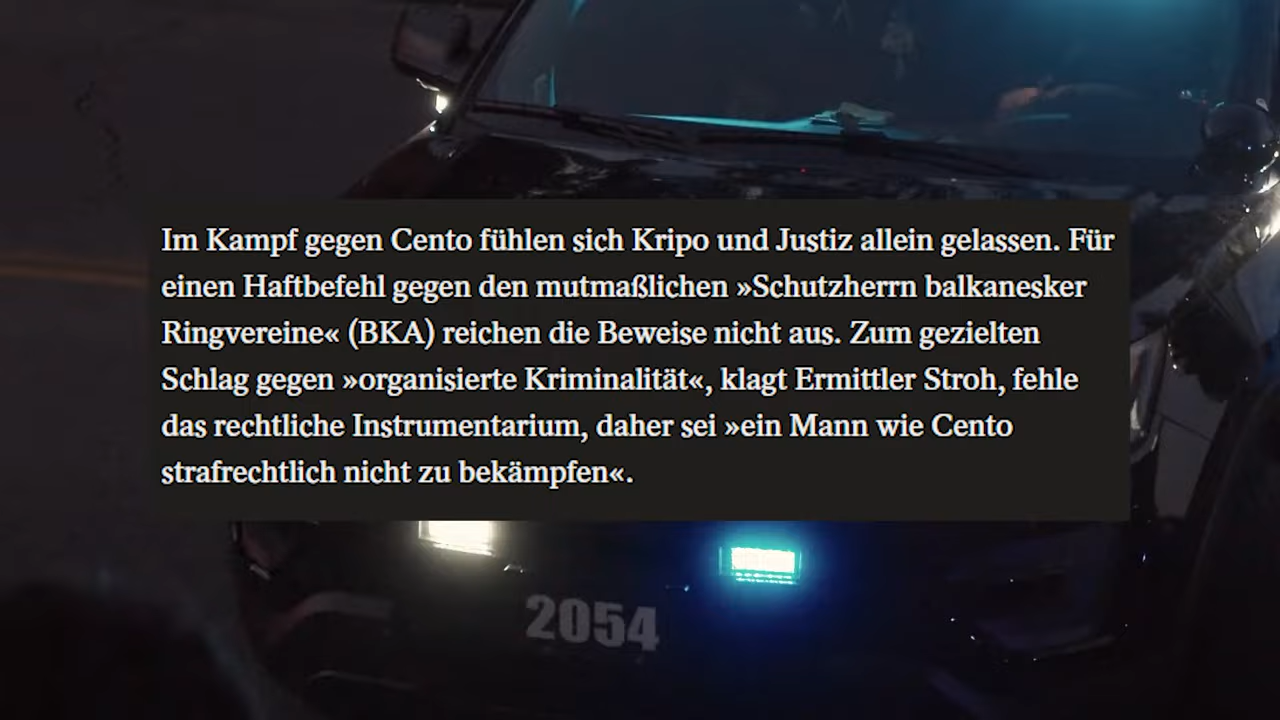 Im Kampf gegen Cento fühlen sich Kripo und Justiz allein gelassen. Für
einen Haftbefehl gegen den mutmaßlichen »Schutzherrn balkanesker
Ringvereine« (BKA) reichen die Beweise nicht aus. Zum gezielten
Schlag gegen »organisierte Kriminalität«, klagt Ermittler Stroh, fehle
das rechtliche Instrumentarium, daher sei »ein Mann wie Cento
strafrechtlich nicht zu bekämpfen«.
2054